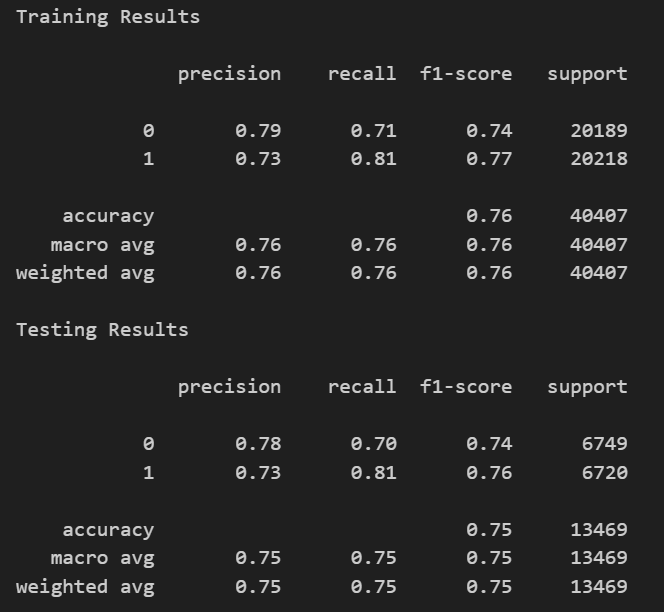 Training Results
precision recall f1-score support
0 0.79 0.71 0.74 20189
1 0.73 0.81 0.77 20218
accuracy 0.76 40407
macro avg 0.76 0.76 0.76 40407
weighted avg 0.76 0.76 0.76 40407
Testing Results
precision recall f1-score support
0 0.78 0.70 0.74 6749
1 0.73 0.81 0.76 6720
accuracy 0.75 13469
macro avg 0.75 0.75 0.75 13469
weighted avg 0.75 0.75 0.75 13469